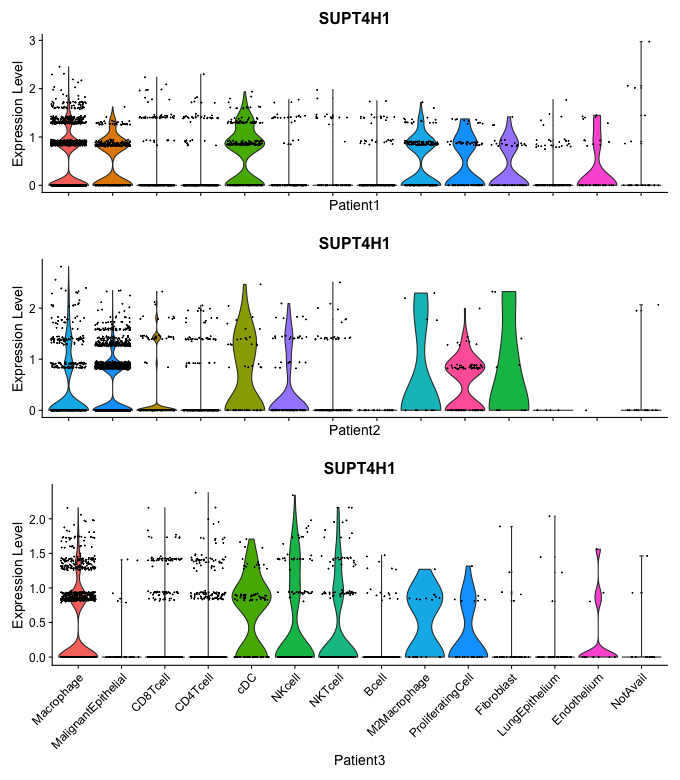 SUPT4H1
Expression Level
3
2
1
0
Patient1
SUPT4H1
Expression Level
2
1
0
Patient2
SUPT4H1
Expression Level
2.0
1.5
1.0
0.5
0.0
Macrophage
MalignantEpithelial
CD8Tcell
CD4Tcell
cDC
NKcell
NKTcell
Bcell
M2Macrophage
ProliferatingCell
Fibroblast
LungEpithelium
Endothelium
NotAvail
Patient3